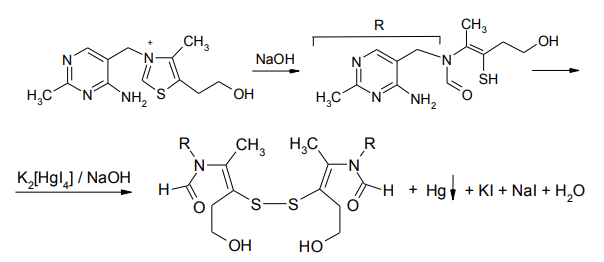 R
N + CH₃ NaOH N CH₃ OH
N N
H₃C N NH₂ S OH H₃C N NH₂ O SH
K₂[HgI₄] / NaOH
R CH₃ H₃C R
N N
H O S S O H + Hg↓ + KI + NaI + H₂O
OH HO